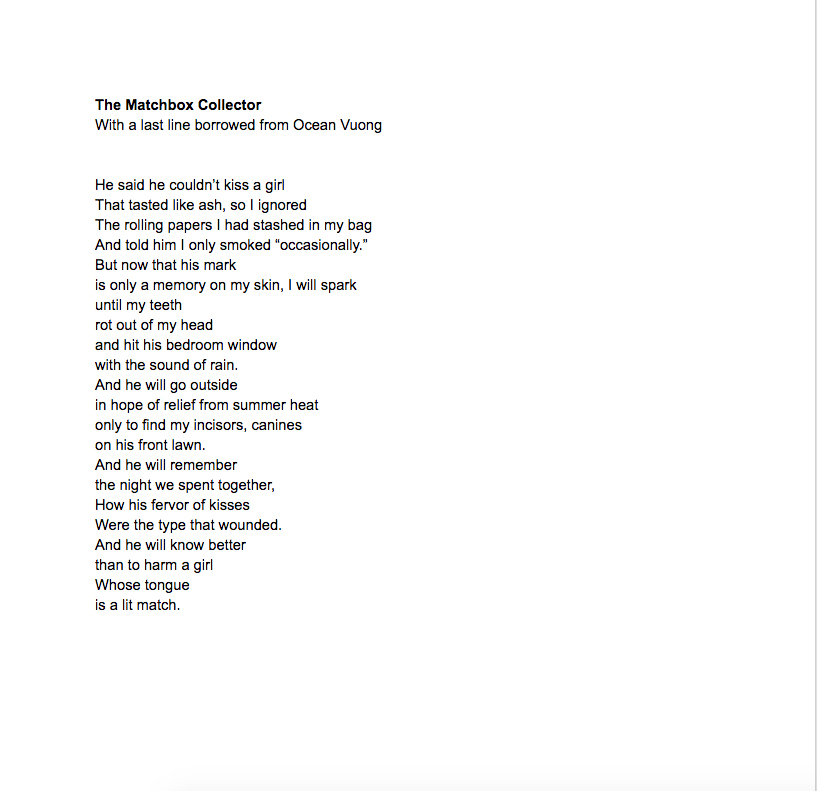 The Matchbox Collector
With a last line borrowed from Ocean Vuong
He said he couldn’t kiss a girl
That tasted like ash, so I ignored
The rolling papers I had stashed in my bag
And told him I only smoked “occasionally.”
But now that his mark
is only a memory on my skin, I will spark
until my teeth
rot out of my head
and hit his bedroom window
with the sound of rain.
And he will go outside
in hope of relief from summer heat
only to find my incisors, canines
on his front lawn.
And he will remember
the night we spent together,
How his fervor of kisses
Were the type that wounded.
And he will know better
than to harm a girl
Whose tongue
is a lit match.